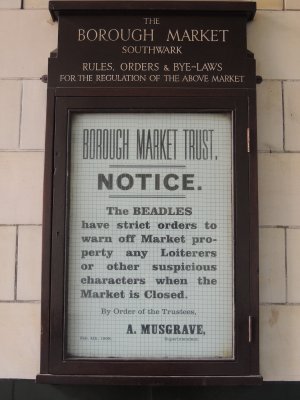 THE
BOROUGH MARKET
SOUTHWARK
RULES, ORDERS & BYE-LAWS
FOR THE REGULATION OF THE ABOVE MARKET
BOROUGH MARKET TRUST.
NOTICE.
The BEADLES
have strict orders to
warn off Market pro-
perty any Loiterers
or other suspicious
characters when the
Market is Closed.
By Order of the Trustees,
A. MUSGRAVE,
Superintendent.